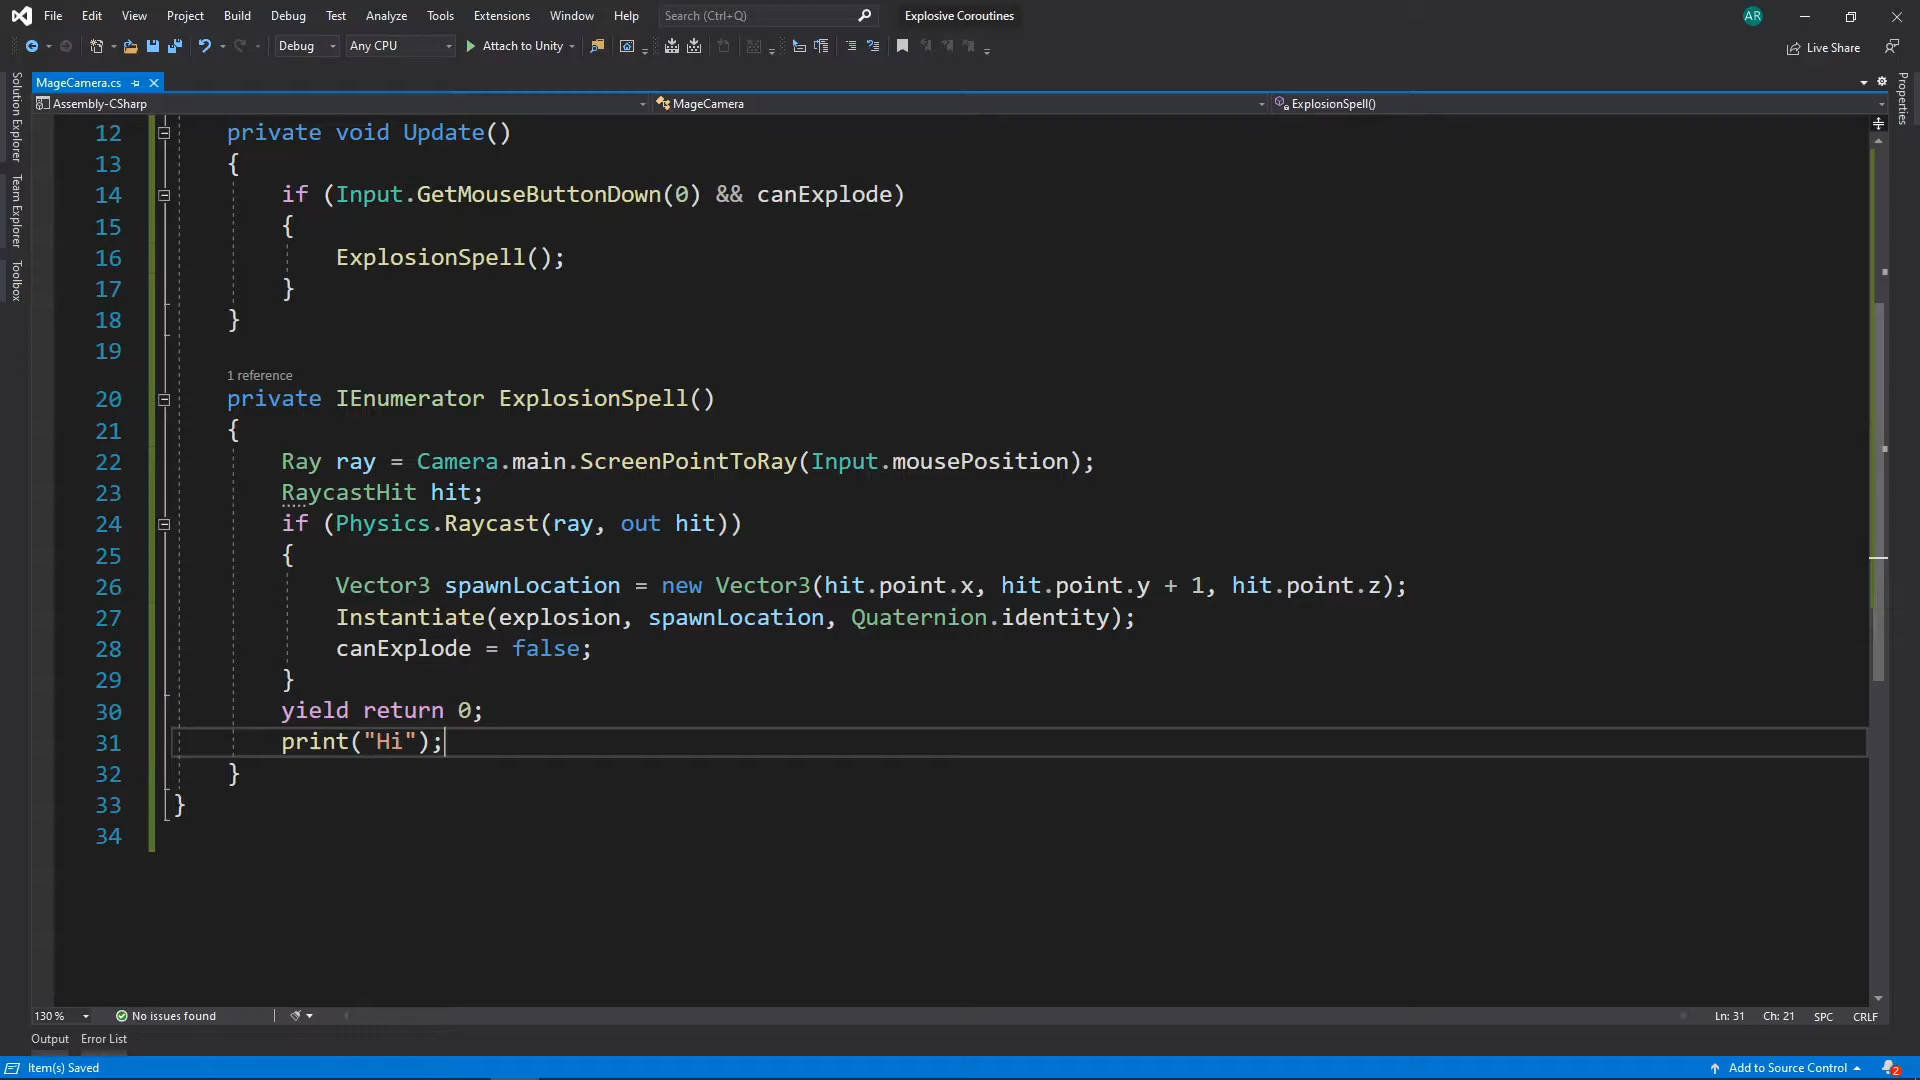 File Edit View Project Build Debug Test Analyze Tools Extensions Window Help Search (Ctrl+Q) Explosive Coroutines AR
Debug Any CPU Attach to Unity Live Share
MageCamera.cs
Assembly-CSharp MageCamera ExplosionSpell()
Solution Explorer
Team Explorer
Toolbox
Properties
12 private void Update()
13 {
14 if (Input.GetMouseButtonDown(0) && canExplode)
15 {
16 ExplosionSpell();
17 }
18 }
19
1 reference
20 private IEnumerator ExplosionSpell()
21 {
22 Ray ray = Camera.main.ScreenPointToRay(Input.mousePosition);
23 RaycastHit hit;
24 if (Physics.Raycast(ray, out hit))
25 {
26 Vector3 spawnLocation = new Vector3(hit.point.x, hit.point.y + 1, hit.point.z);
27 Instantiate(explosion, spawnLocation, Quaternion.identity);
28 canExplode = false;
29 }
30 yield return 0;
31 print("Hi");
32 }
33 }
34
130 % No issues found Ln: 31 Ch: 21 SPC CRLF
Output Error List
Item(s) Saved Add to Source Control 2